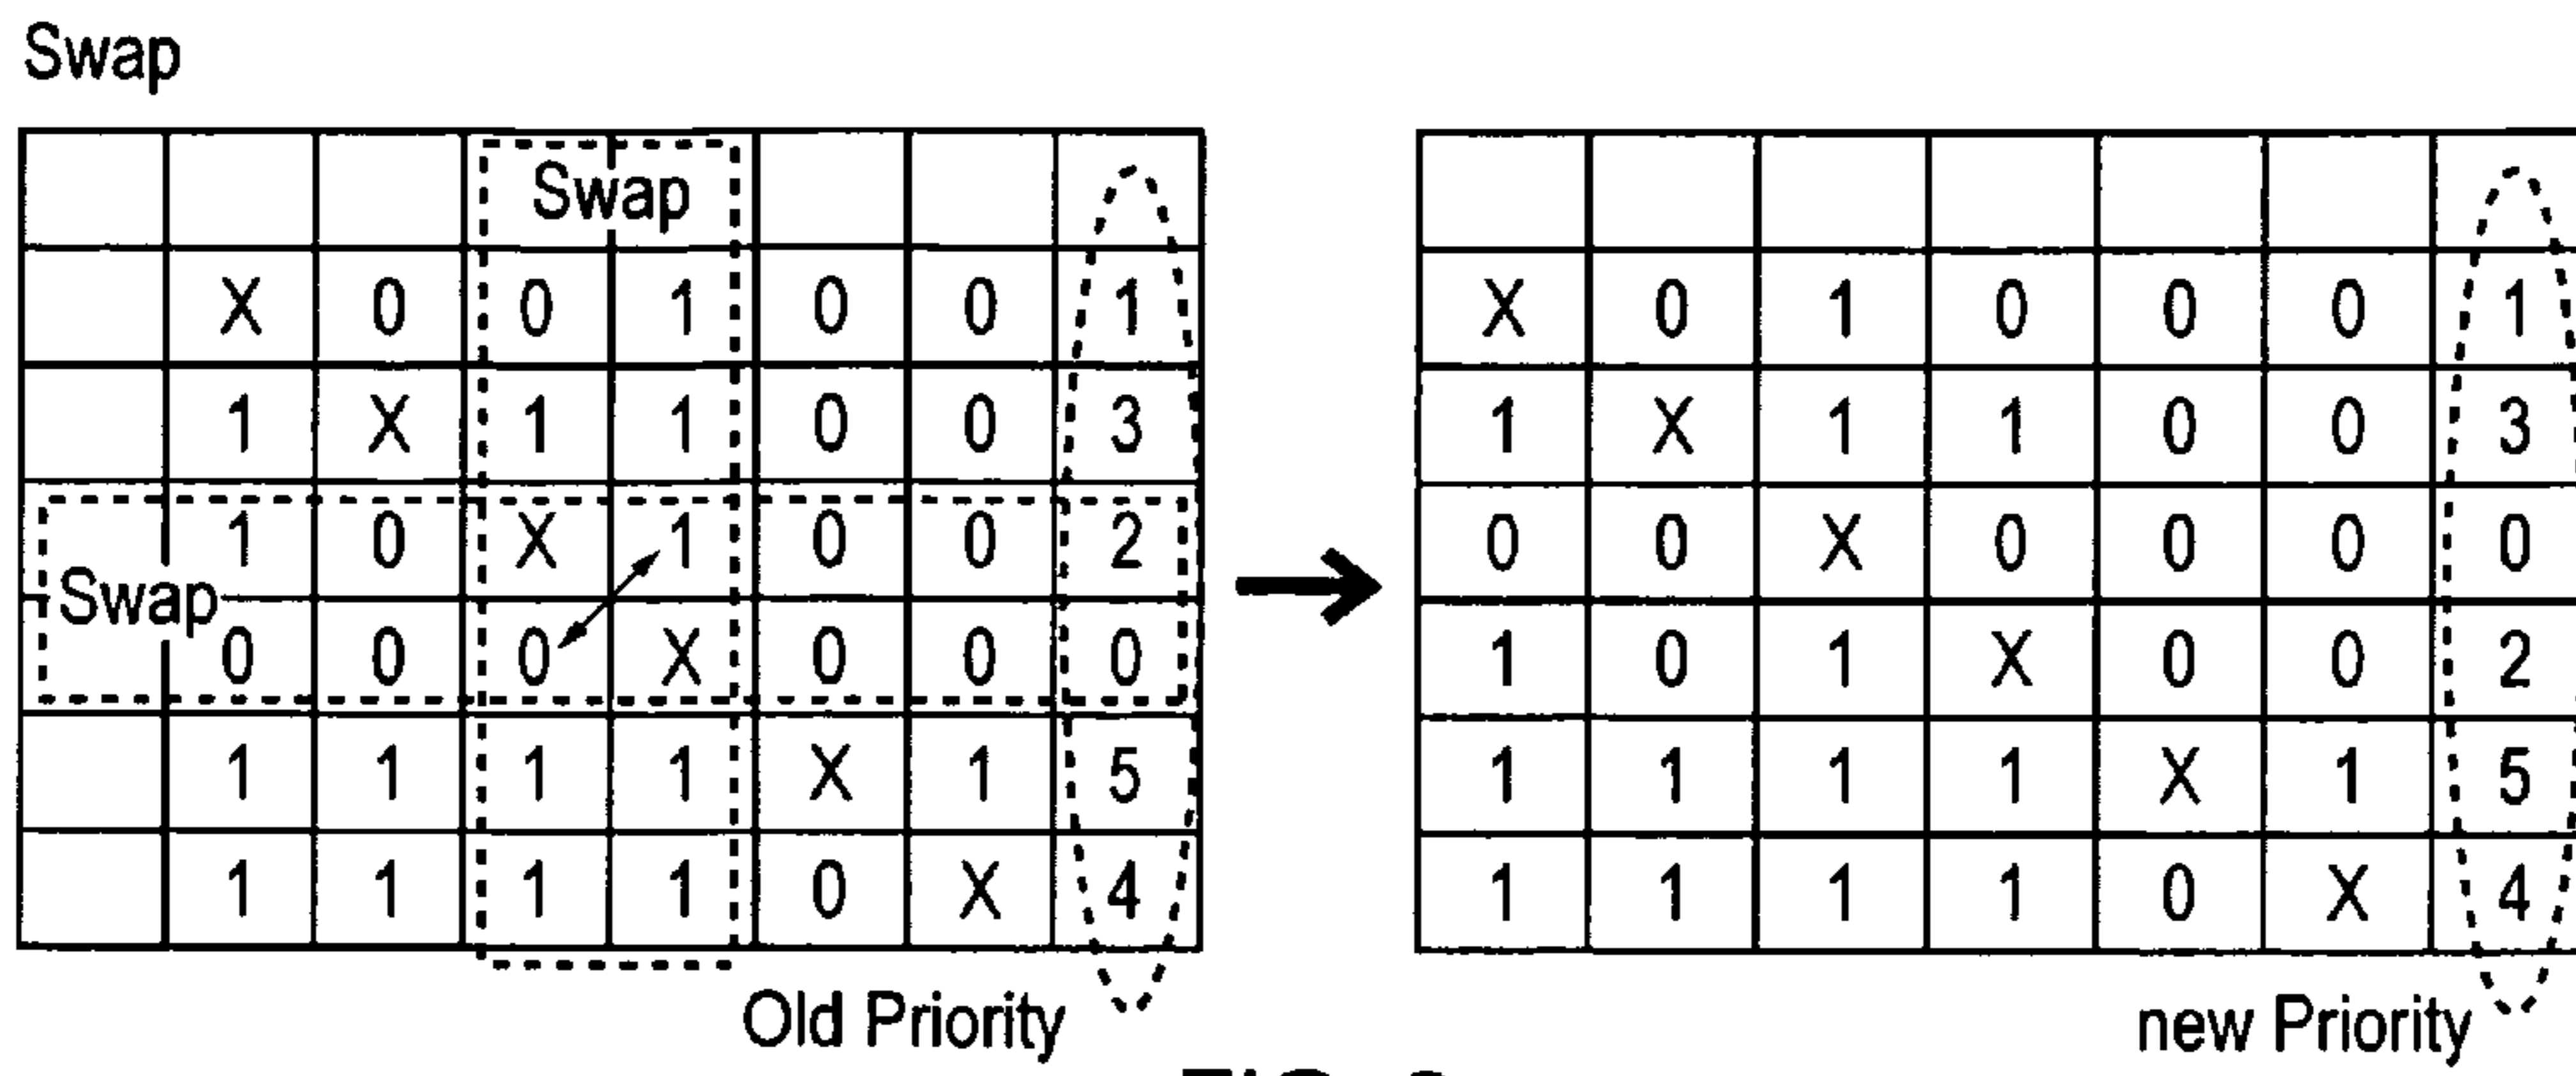 Swap
Swap
X 0 0 1 0 0 1
1 X 1 1 0 0 3
1 0 X 1 0 0 2
Swap
0 0 0 X 0 0 0
1 1 1 1 X 1 5
1 1 1 1 0 X 4
Old Priority
X 0 1 0 0 0 1
1 X 1 1 0 0 3
0 0 X 0 0 0 0
1 0 1 X 0 0 2
1 1 1 1 X 1 5
1 1 1 1 0 X 4
new Priority